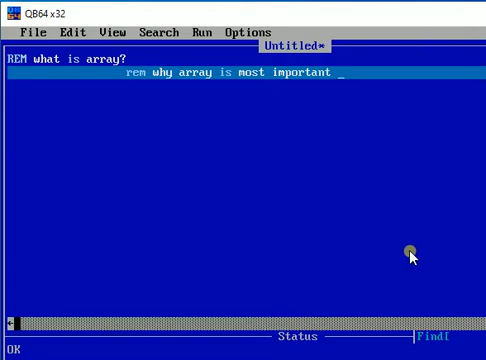 QB64 x32
File Edit View Search Run Options
Untitled*
REM what is array?
rem why array is most important _
Status
Find[
OK